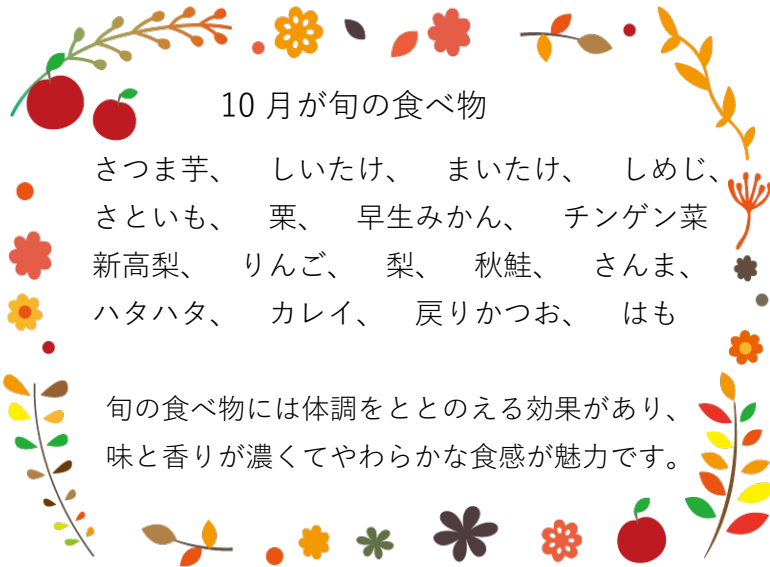 10 月が旬の食べ物
さつま芋、　しいたけ、　まいたけ、　しめじ、
さといも、　栗、　早生みかん、　チンゲン菜
新高梨、　りんご、　梨、　秋鮭、　さんま、
ハタハタ、　カレイ、　戻りかつお、　はも
旬の食べ物には体調をととのえる効果があり、
味と香りが濃くてやわらかな食感が魅力です。